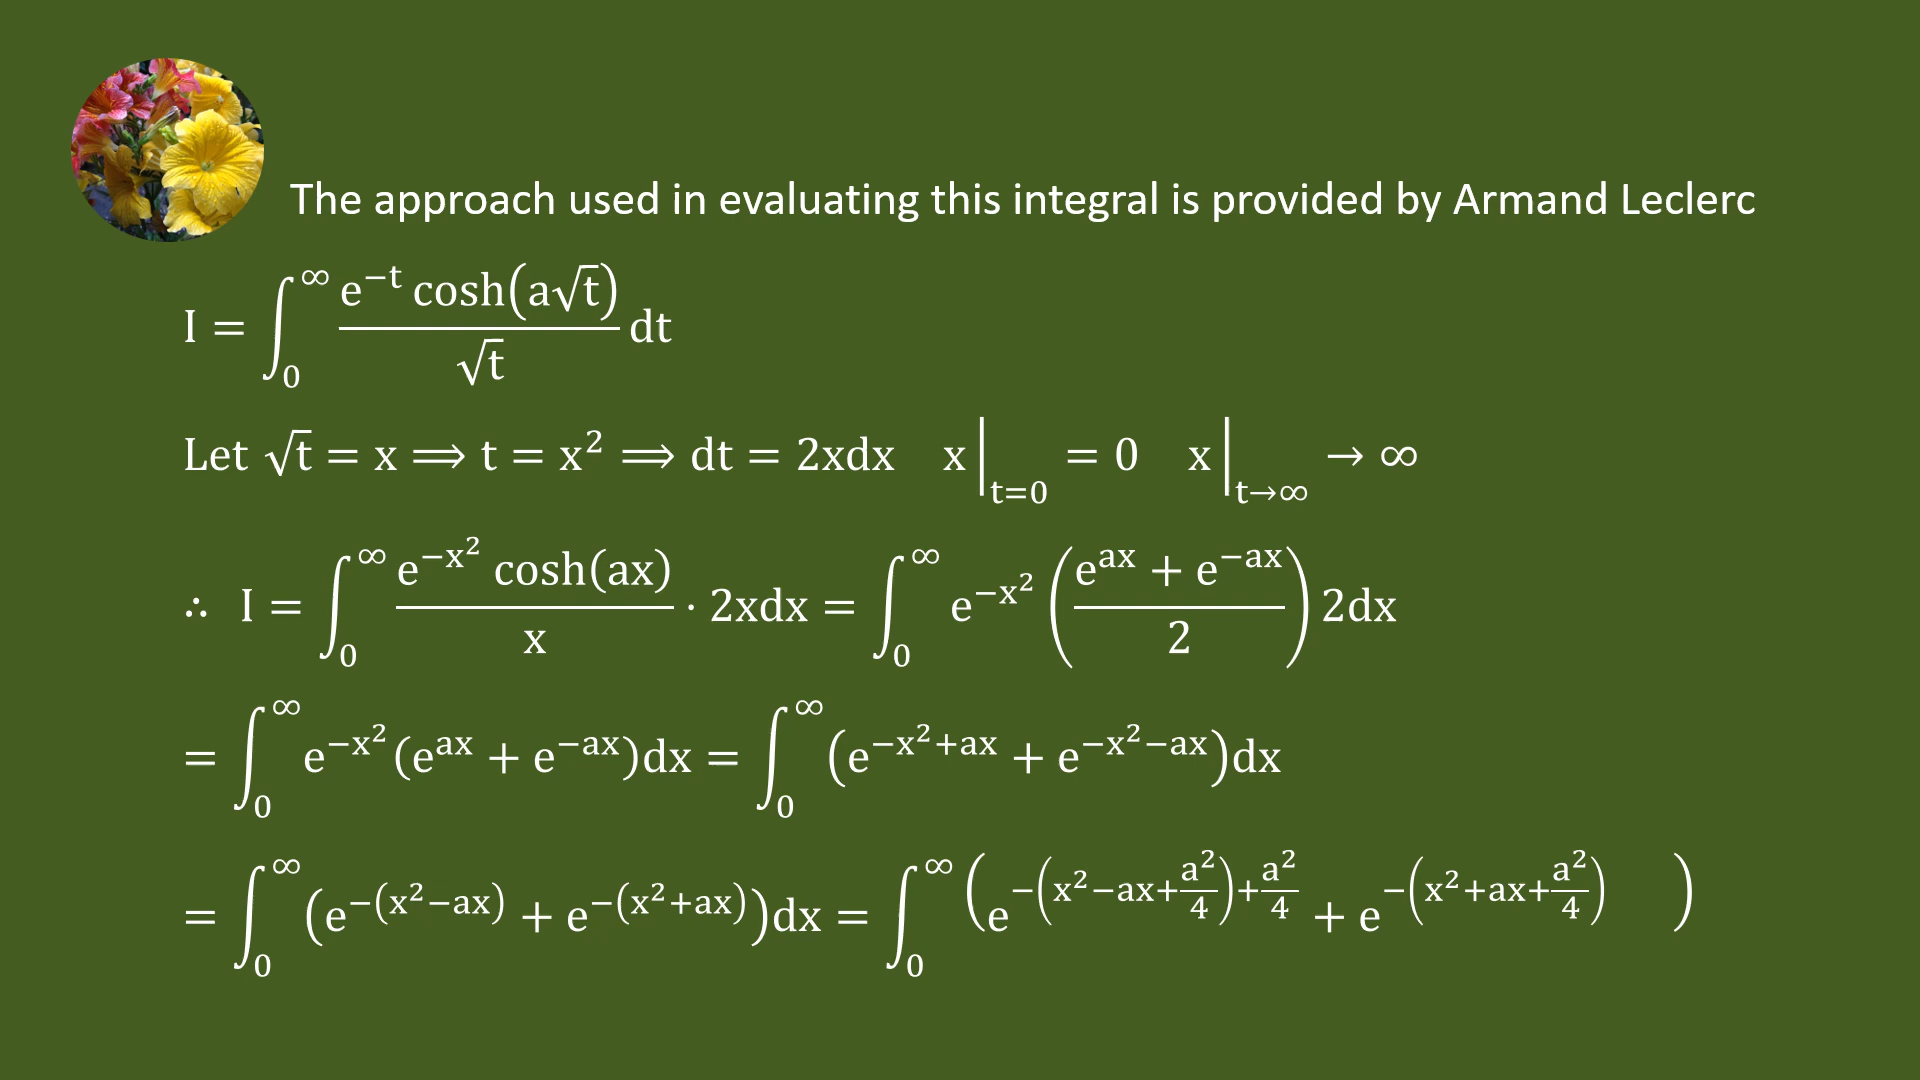 The approach used in evaluating this integral is provided by Armand Leclerc
I = ∫₀^∞ (e^(−t) cosh(a√t))/(√t) dt
Let √t = x ⟹ t = x² ⟹ dt = 2xdx x|_(t=0) = 0 x|_(t→∞) → ∞
∴ I = ∫₀^∞ (e^(−x²) cosh(ax))/x · 2xdx = ∫₀^∞ e^(−x²) ((e^(ax) + e^(−ax))/2) 2dx
= ∫₀^∞ e^(−x²)(e^(ax) + e^(−ax))dx = ∫₀^∞ (e^(−x²+ax) + e^(−x²−ax))dx
= ∫₀^∞ (e^(−(x²−ax)) + e^(−(x²+ax)))dx = ∫₀^∞ (e^(−(x²−ax+a²/4)+a²/4) + e^(−(x²+ax+a²/4)) )